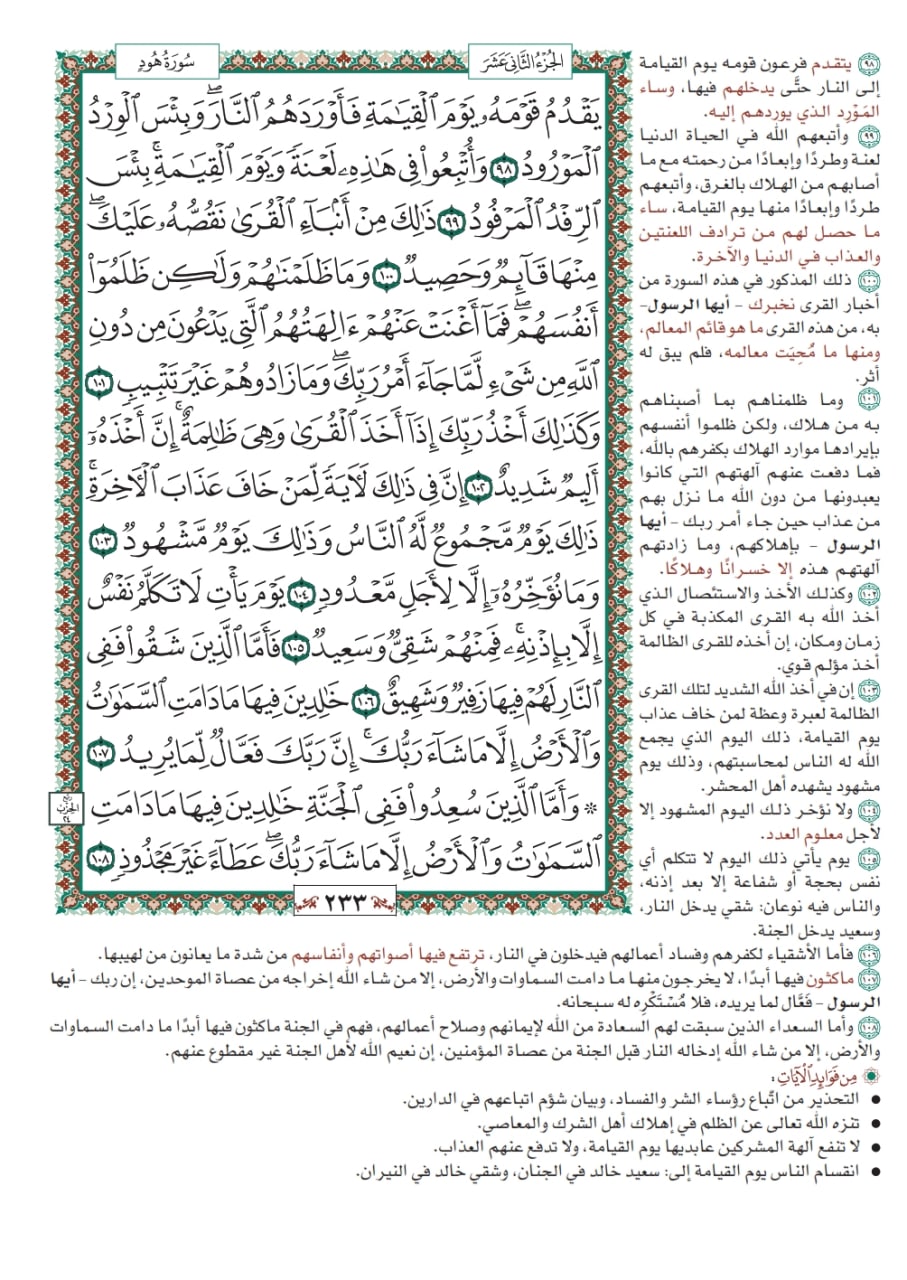 الجُزْءُ الثَّانِي عَشَرَ
سُورَةُ هُودٍ
يَقْدُمُ قَوْمَهُۥ يَوْمَ ٱلْقِيَٰمَةِ فَأَوْرَدَهُمُ ٱلنَّارَۖ وَبِئْسَ ٱلْوِرْدُ
ٱلْمَوْرُودُ ٩٨ وَأُتْبِعُوا۟ فِى هَٰذِهِۦ لَعْنَةً وَيَوْمَ ٱلْقِيَٰمَةِۚ بِئْسَ
ٱلرِّفْدُ ٱلْمَرْفُودُ ٩٩ ذَٰلِكَ مِنْ أَنۢبَآءِ ٱلْقُرَىٰ نَقُصُّهُۥ عَلَيْكَۖ
مِنْهَا قَآئِمٌ وَحَصِيدٌ ١٠٠ وَمَا ظَلَمْنَٰهُمْ وَلَٰكِن ظَلَمُوٓا۟
أَنفُسَهُمْۖ فَمَآ أَغْنَتْ عَنْهُمْ ءَالِهَتُهُمُ ٱلَّتِى يَدْعُونَ مِن دُونِ
ٱللَّهِ مِن شَىْءٍ لَّمَّا جَآءَ أَمْرُ رَبِّكَۖ وَمَا زَادُوهُمْ غَيْرَ تَتْبِيبٍ ١٠١
وَكَذَٰلِكَ أَخْذُ رَبِّكَ إِذَآ أَخَذَ ٱلْقُرَىٰ وَهِىَ ظَٰلِمَةٌۚ إِنَّ أَخْذَهُۥٓ
أَلِيمٌ شَدِيدٌ ١٠٢ إِنَّ فِى ذَٰلِكَ لَءَايَةً لِّمَنْ خَافَ عَذَابَ ٱلْءَاخِرَةِۚ
ذَٰلِكَ يَوْمٌ مَّجْمُوعٌ لَّهُ ٱلنَّاسُ وَذَٰلِكَ يَوْمٌ مَّشْهُودٌ ١٠٣
وَمَا نُؤَخِّرُهُۥٓ إِلَّا لِأَجَلٍ مَّعْدُودٍ ١٠٤ يَوْمَ يَأْتِ لَا تَكَلَّمُ نَفْسٌ
إِلَّا بِإِذْنِهِۦۚ فَمِنْهُمْ شَقِىٌّ وَسَعِيدٌ ١٠٥ فَأَمَّا ٱلَّذِينَ شَقُوا۟ فَفِى
ٱلنَّارِ لَهُمْ فِيهَا زَفِيرٌ وَشَهِيقٌ ١٠٦ خَٰلِدِينَ فِيهَا مَا دَامَتِ ٱلسَّمَٰوَٰتُ
وَٱلْأَرْضُ إِلَّا مَا شَآءَ رَبُّكَۚ إِنَّ رَبَّكَ فَعَّالٌ لِّمَا يُرِيدُ ١٠٧
* وَأَمَّا ٱلَّذِينَ سُعِدُوا۟ فَفِى ٱلْجَنَّةِ خَٰلِدِينَ فِيهَا مَا دَامَتِ
ٱلسَّمَٰوَٰتُ وَٱلْأَرْضُ إِلَّا مَا شَآءَ رَبُّكَۖ عَطَآءً غَيْرَ مَجْذُوذٍ ١٠٨
٢٣٣
٩٨ يتقدم فرعون قومه يوم القيامة
إلى النار حتَّى يدخلهم فيها، وساء
المَوْرِد الذي يوردهم إليه.
٩٩ وأتبعهم الله في الحياة الدنيا
لعنة وطردًا وإبعادًا من رحمته مع ما
أصابهم من الهلاك بالغرق، وأتبعهم
طردًا وإبعادًا منها يوم القيامة، ساء
ما حصل لهم من ترادف اللعنتين
والعذاب في الدنيا والآخرة.
١٠٠ ذلك المذكور في هذه السورة من
أخبار القرى نخبرك - أيها الرسول-
به، من هذه القرى ما هو قائم المعالم،
ومنها ما مُحِيَت معالمه، فلم يبق له
أثر.
١٠١ وما ظلمناهم بما أصبناهم
به من هلاك، ولكن ظلموا أنفسهم
بإيرادها موارد الهلاك بكفرهم بالله،
فما دفعت عنهم آلهتهم التي كانوا
يعبدونها من دون الله ما نزل بهم
من عذاب حين جاء أمر ربك - أيها
الرسول - بإهلاكهم، وما زادتهم
آلهتهم هذه إلا خسرانًا وهلاكًا.
١٠٢ وكذلك الأخذ والاستئصال الذي
أخذ الله به القرى المكذبة في كل
زمان ومكان، إن أخذه للقرى الظالمة
أخذ مؤلم قوي.
١٠٣ إن في أخذ الله الشديد لتلك القرى
الظالمة لعبرة وعظة لمن خاف عذاب
يوم القيامة، ذلك اليوم الذي يجمع
الله له الناس لمحاسبتهم، وذلك يوم
مشهود يشهده أهل المحشر.
١٠٤ ولا نؤخر ذلك اليوم المشهود إلا
لأجل معلوم العدد.
١٠٥ يوم يأتي ذلك اليوم لا تتكلم أي
نفس بحجة أو شفاعة إلا بعد إذنه،
والناس فيه نوعان: شقي يدخل النار،
وسعيد يدخل الجنة.
١٠٦ فأما الأشقياء لكفرهم وفساد أعمالهم فيدخلون في النار، ترتفع فيها أصواتهم وأنفاسهم من شدة ما يعانون من لهيبها.
١٠٧ ماكثون فيها أبدًا، لا يخرجون منها ما دامت السماوات والأرض، إلا من شاء الله إخراجه من عصاة الموحدين، إن ربك - أيها
الرسول - فَعَّال لما يريده، فلا مُسْتَكْرِه له سبحانه.
١٠٨ وأما السعداء الذين سبقت لهم السعادة من الله لإيمانهم وصلاح أعمالهم، فهم في الجنة ماكثون فيها أبدًا ما دامت السماوات
والأرض، إلا من شاء الله إدخاله النار قبل الجنة من عصاة المؤمنين، إن نعيم الله لأهل الجنة غير مقطوع عنهم.
مِن فَوَائِدِ الْآيَاتِ:
• التحذير من اتّباع رؤساء الشر والفساد، وبيان شؤم اتباعهم في الدارين.
• تنزه الله تعالى عن الظلم في إهلاك أهل الشرك والمعاصي.
• لا تنفع آلهة المشركين عابديها يوم القيامة، ولا تدفع عنهم العذاب.
• انقسام الناس يوم القيامة إلى: سعيد خالد في الجنان، وشقي خالد في النيران.